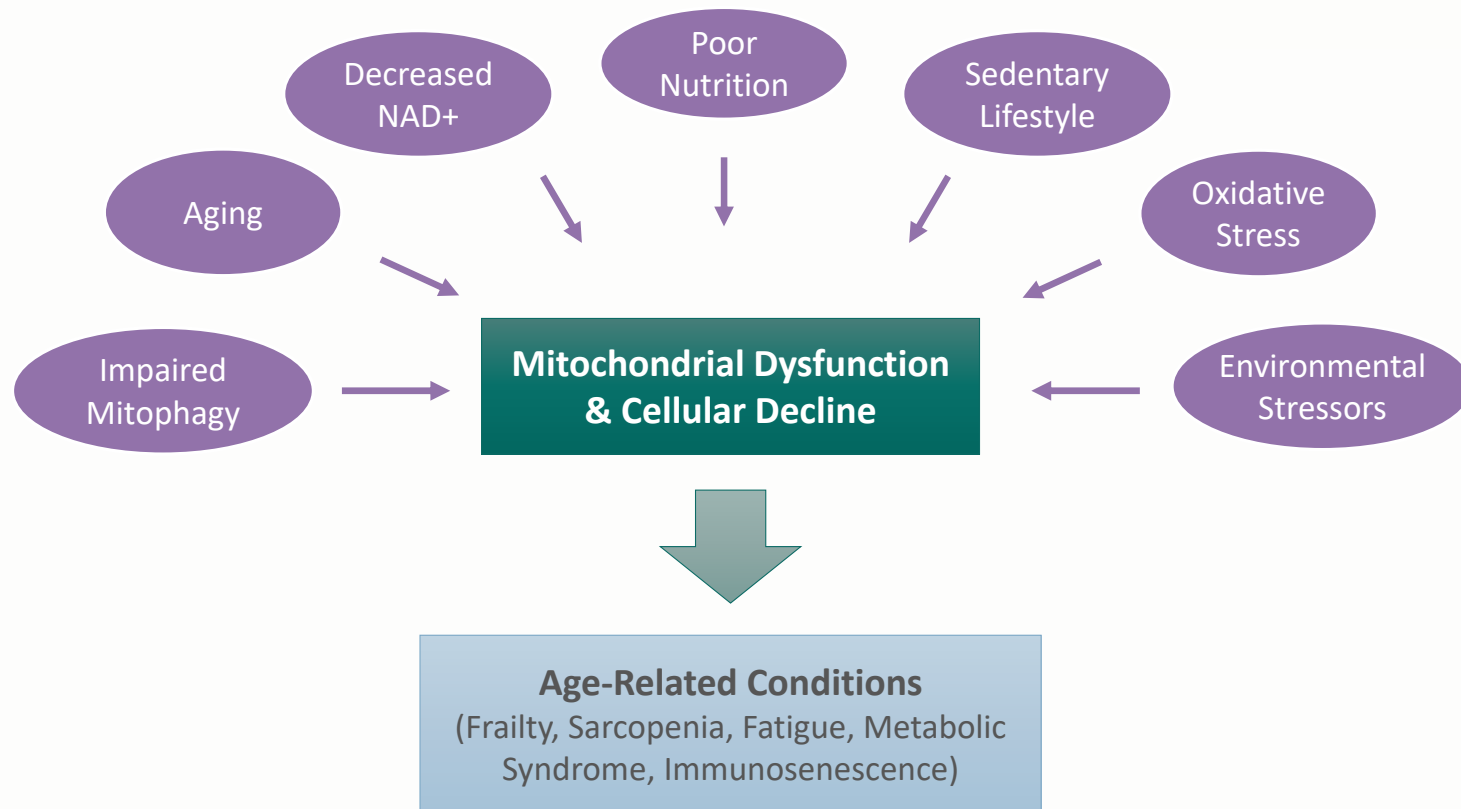 Poor
Nutrition
Decreased
NAD+
Sedentary
Lifestyle
Aging
Oxidative
Stress
Impaired
Mitophagy
Mitochondrial Dysfunction
& Cellular Decline
Environmental
Stressors
Age-Related Conditions
(Frailty, Sarcopenia, Fatigue, Metabolic
Syndrome, Immunosenescence)